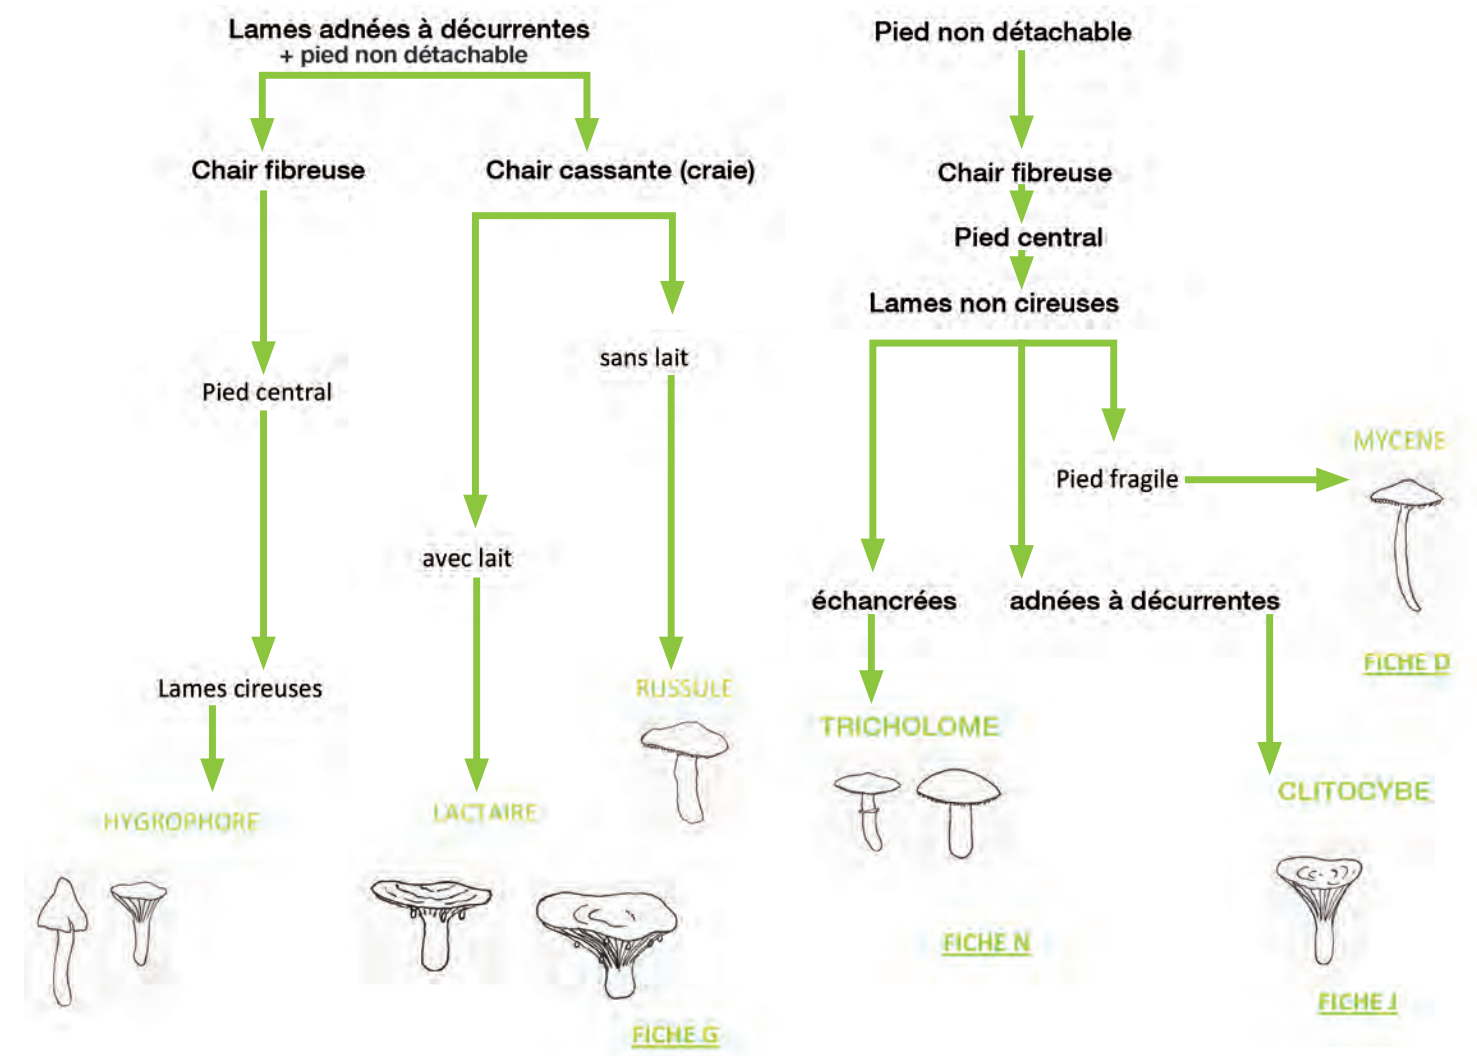 Lames adnées à décurrentes
+ pied non détachable
Chair fibreuse
Chair cassante (craie)
sans lait
Pied central
avec lait
Lames cireuses
RUSSULE
HYGROPHORE
LACTAIRE
FICHE G
Pied non détachable
Chair fibreuse
Pied central
Lames non cireuses
MYCENE
Pied fragile
échancrées
adnées à décurrentes
FICHE D
TRICHOLOME
CLITOCYBE
FICHE N
FICHE J